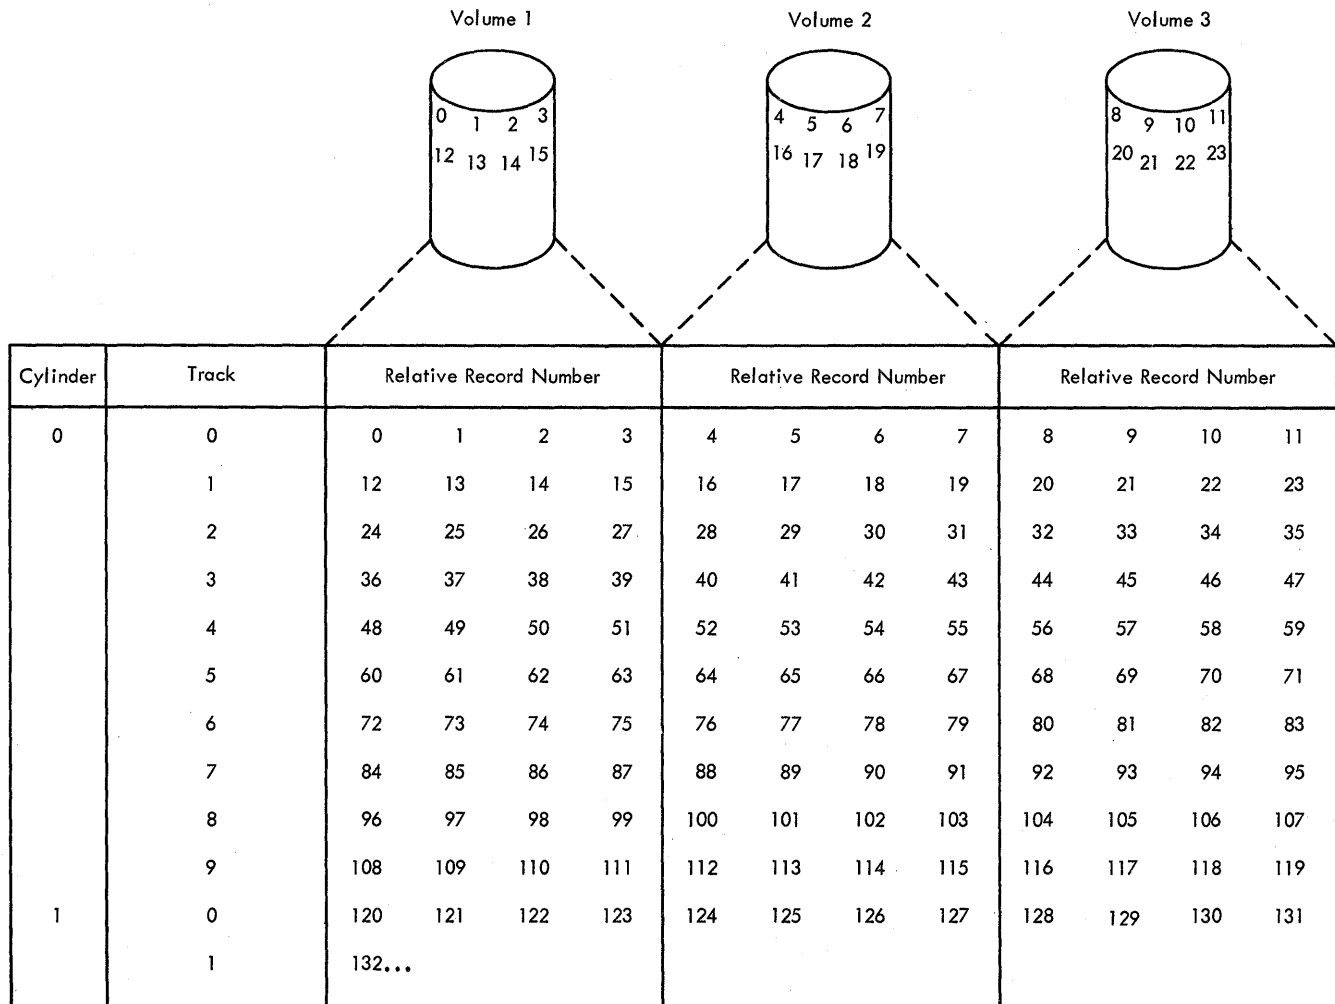 Volume 1 Volume 2 Volume 3
0 1 2 3 4 5 6 7 8 9 10 11
12 13 14 15 16 17 18 19 20 21 22 23
Cylinder Track Relative Record Number Relative Record Number Relative Record Number
0 0 0 1 2 3 4 5 6 7 8 9 10 11
1 12 13 14 15 16 17 18 19 20 21 22 23
2 24 25 26 27 28 29 30 31 32 33 34 35
3 36 37 38 39 40 41 42 43 44 45 46 47
4 48 49 50 51 52 53 54 55 56 57 58 59
5 60 61 62 63 64 65 66 67 68 69 70 71
6 72 73 74 75 76 77 78 79 80 81 82 83
7 84 85 86 87 88 89 90 91 92 93 94 95
8 96 97 98 99 100 101 102 103 104 105 106 107
9 108 109 110 111 112 113 114 115 116 117 118 119
1 0 120 121 122 123 124 125 126 127 128 129 130 131
1 132...